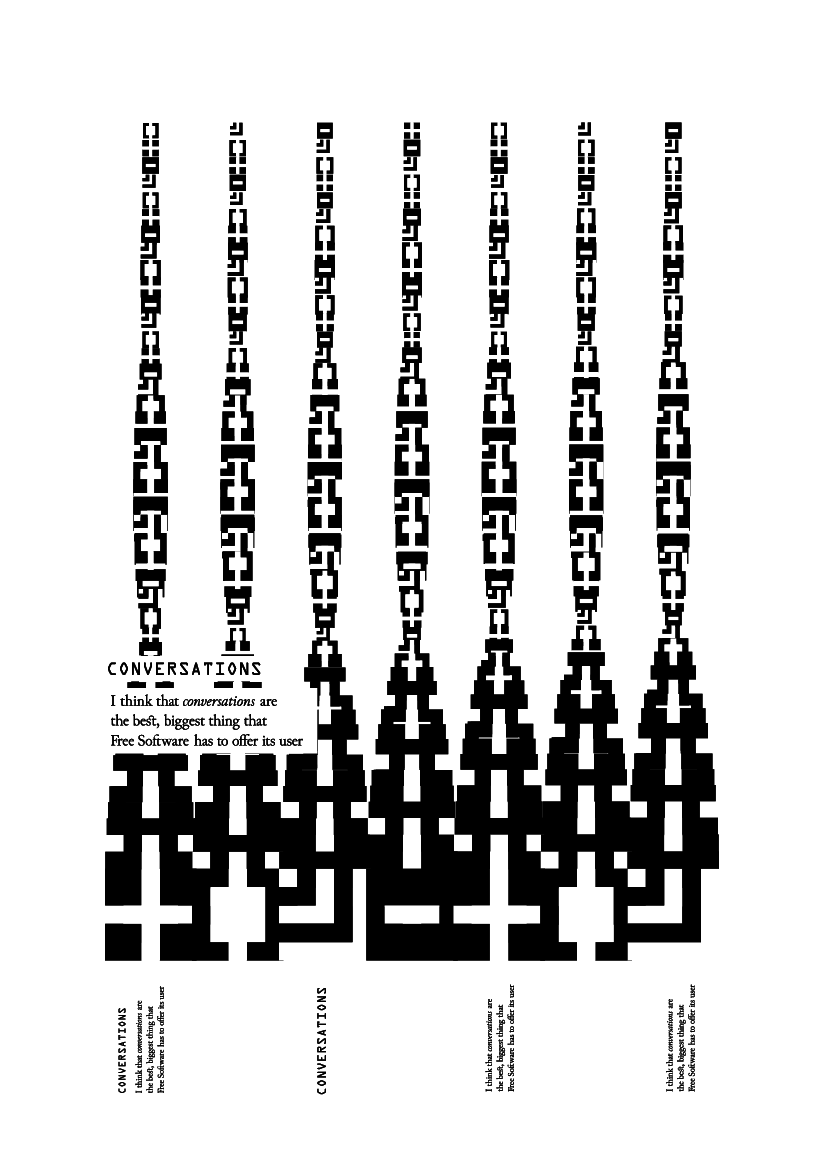 CONVERSATIONS
I think that conversations are
the best, biggest thing that
Free Software has to offer its user
CONVERSATIONS
I think that conversations are
the best, biggest thing that
Free Software has to offer its user
CONVERSATIONS
I think that conversations are
the best, biggest thing that
Free Software has to offer its user
I think that conversations are
the best, biggest thing that
Free Software has to offer its user